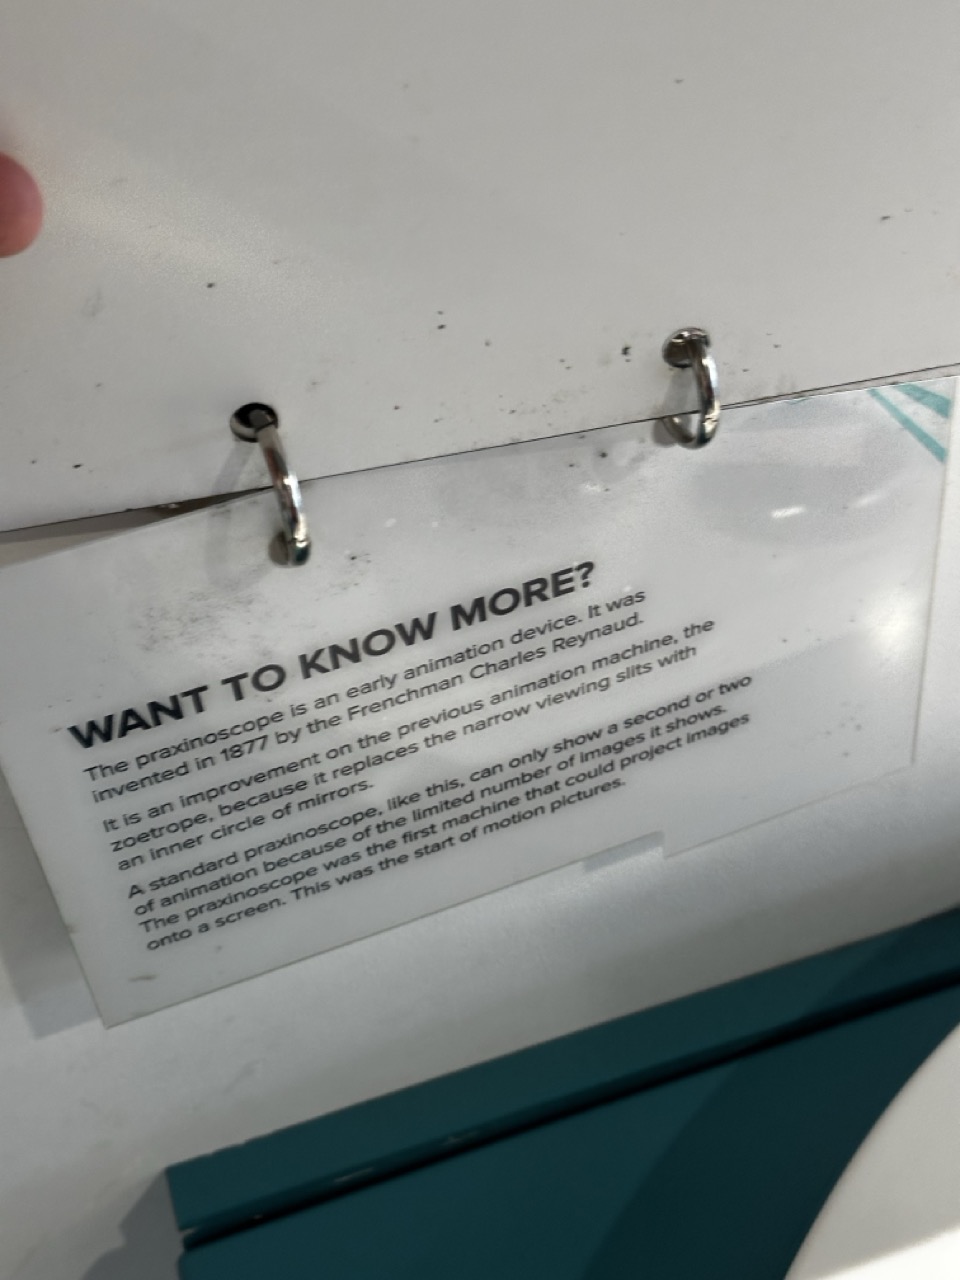 WANT TO KNOW MORE?
The praxinoscope is an early animation device. It was
invented in 1877 by the Frenchman Charles Reynaud.
It is an improvement on the previous animation machine, the
zoetrope, because it replaces the narrow viewing slits with
an inner circle of mirrors.
A standard praxinoscope, like this, can only show a second or two
of animation because of the limited number of images it shows.
The praxinoscope was the first machine that could project images
onto a screen. This was the start of motion pictures.